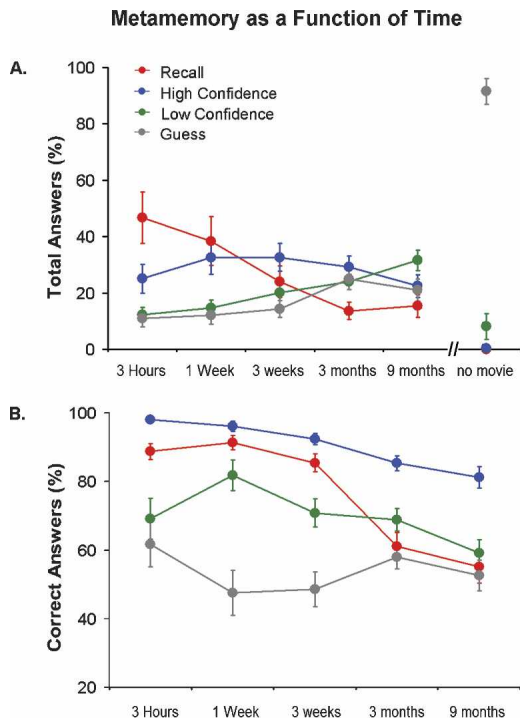 Metamemory as a Function of Time
A.
Total Answers (%)
100
80
60
40
20
0
Recall
High Confidence
Low Confidence
Guess
3 Hours 1 Week 3 weeks 3 months 9 months // no movie
B.
Correct Answers (%)
100
80
60
40
20
3 Hours 1 Week 3 weeks 3 months 9 months